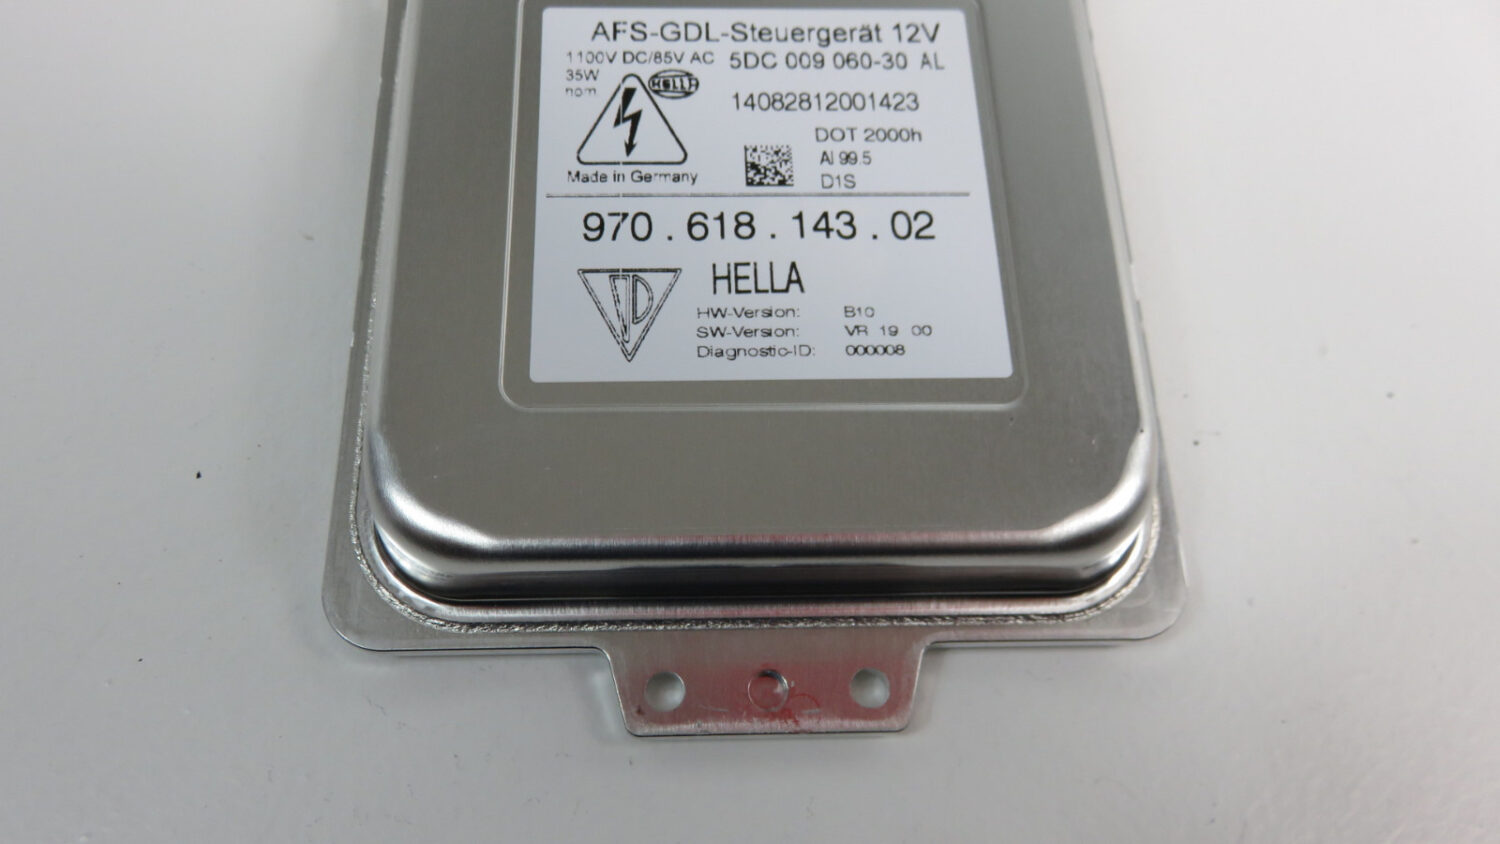 AFS-GDL-Steuergerät 12V
1100V DC/85V AC 5DC 009 060-30 AL
35W
nom
HELLA
14082812001423
DOT 2000h
Al 99.5
D1S
Made in Germany
970.618.143.02
HELLA
HW-Version: B10
SW-Version: VR 19 00
Diagnostic-ID: 000008